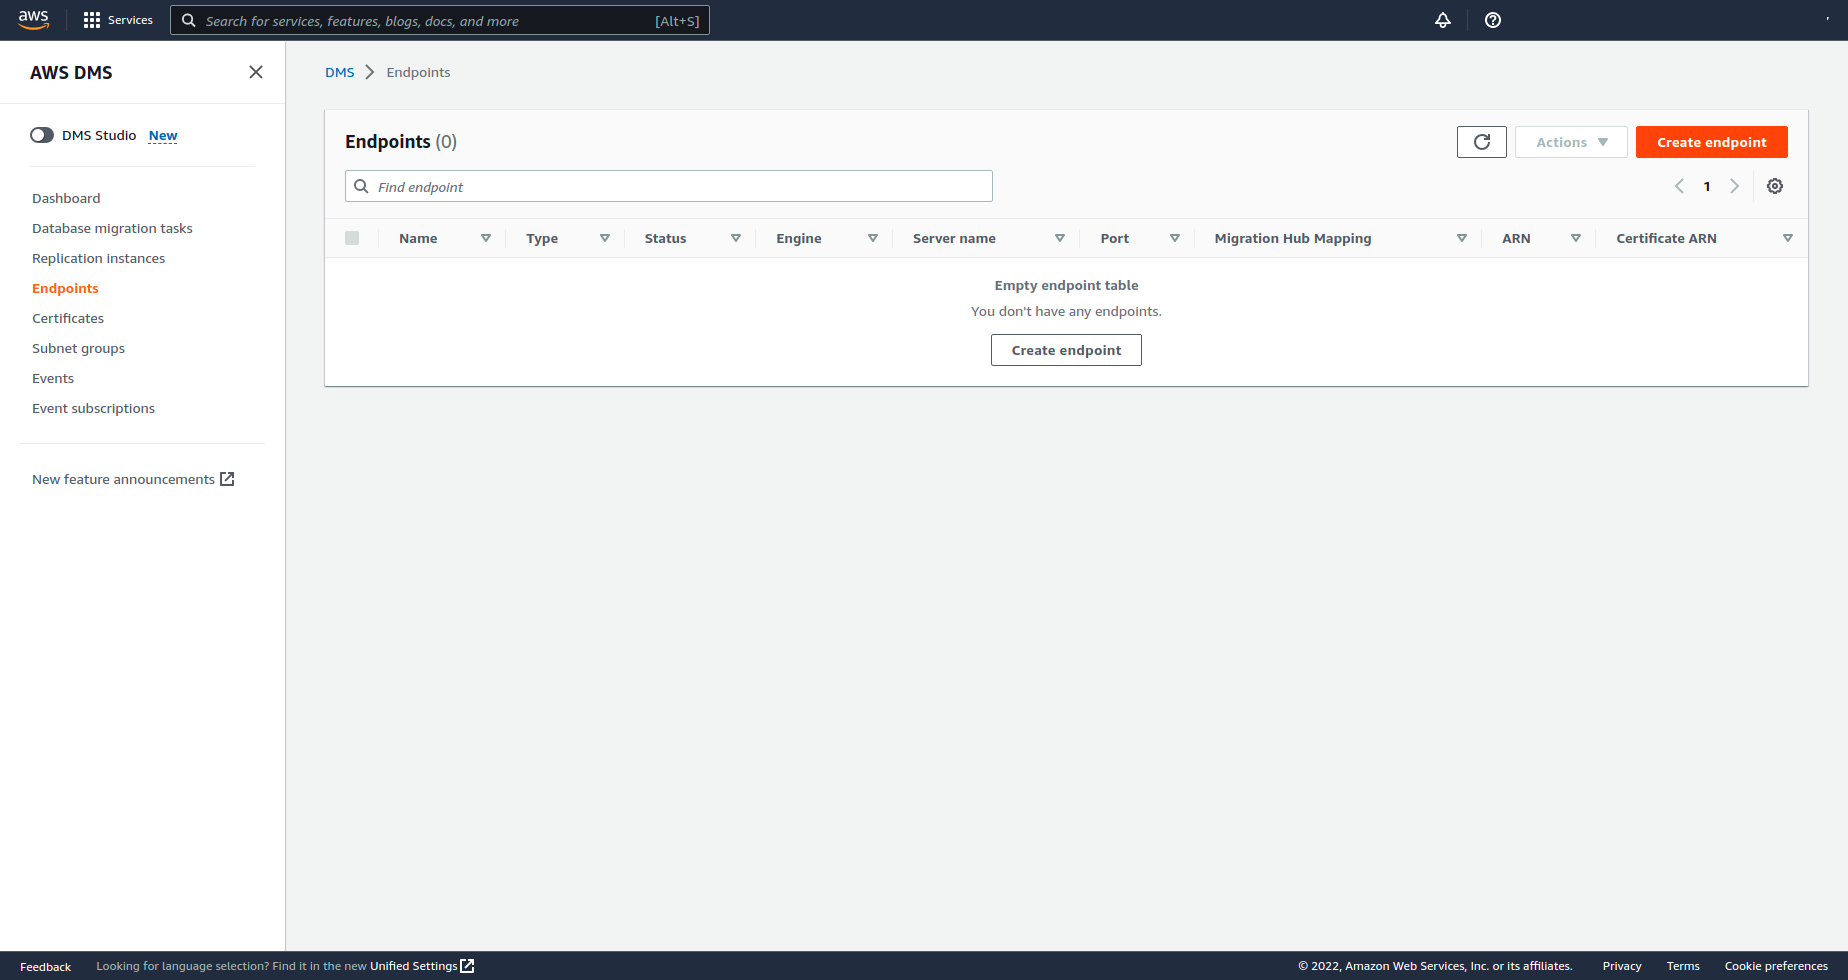 aws
Services
Search for services, features, blogs, docs, and more [Alt+S]
AWS DMS
DMS Studio New
Dashboard
Database migration tasks
Replication instances
Endpoints
Certificates
Subnet groups
Events
Event subscriptions
New feature announcements
DMS Endpoints
Endpoints (0)
Actions
Create endpoint
Find endpoint
1
Name Type Status Engine Server name Port Migration Hub Mapping ARN Certificate ARN
Empty endpoint table
You don't have any endpoints.
Create endpoint
Feedback Looking for language selection? Find it in the new Unified Settings © 2022, Amazon Web Services, Inc. or its affiliates. Privacy Terms Cookie preferences